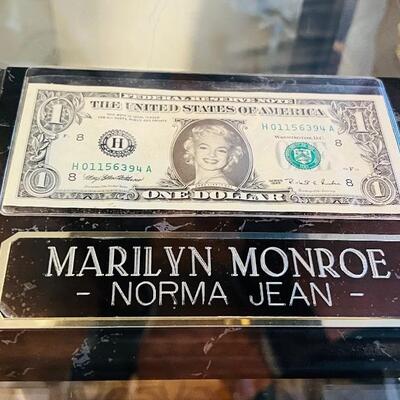 FEDERAL RESERVE NOTE
1 1
THE UNITED STATES OF AMERICA
H 01156394 A
8 8
H
WASHINGTON, D.C.
H 01156394 A
8 8
1 ONE DOLLAR 1
MARILYN MONROE
- NORMA JEAN -